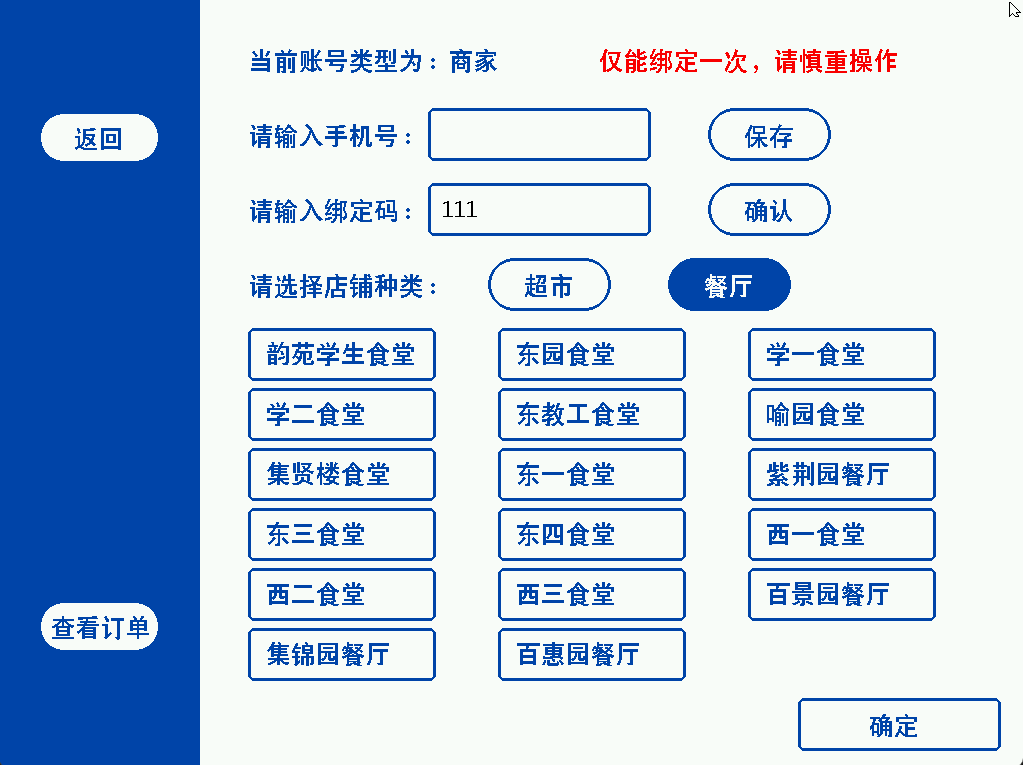 当前账号类型为：商家
仅能绑定一次，请慎重操作
返回
请输入手机号：
保存
请输入绑定码：
111
确认
请选择店铺种类：
超市
餐厅
韵苑学生食堂
东园食堂
学一食堂
学二食堂
东教工食堂
喻园食堂
集贤楼食堂
东一食堂
紫荆园餐厅
东三食堂
东四食堂
西一食堂
西二食堂
西三食堂
百景园餐厅
查看订单
集锦园餐厅
百惠园餐厅
确定